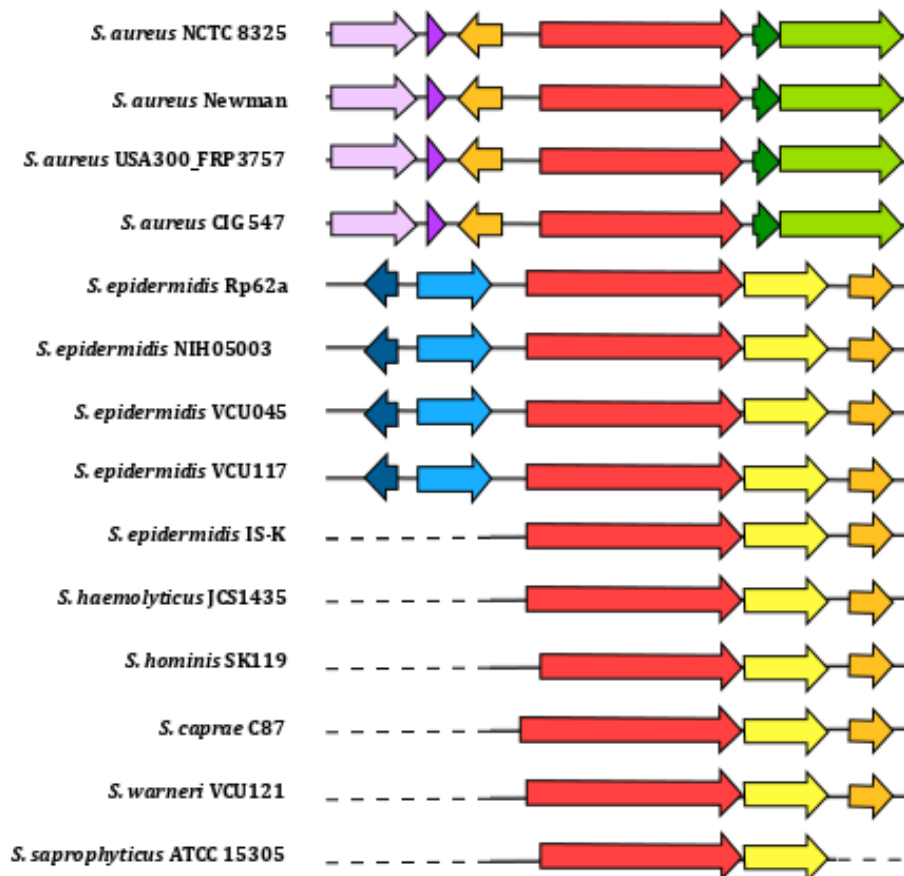 S. aureus NCTC 8325
S. aureus Newman
S. aureus USA300_FRP3757
S. aureus CIG 547
S. epidermidis Rp62a
S. epidermidis NIH05003
S. epidermidis VCU045
S. epidermidis VCU117
S. epidermidis IS-K
S. haemolyticus JCS1435
S. hominis SK119
S. caprae C87
S. warneri VCU121
S. saprophyticus ATCC 15305